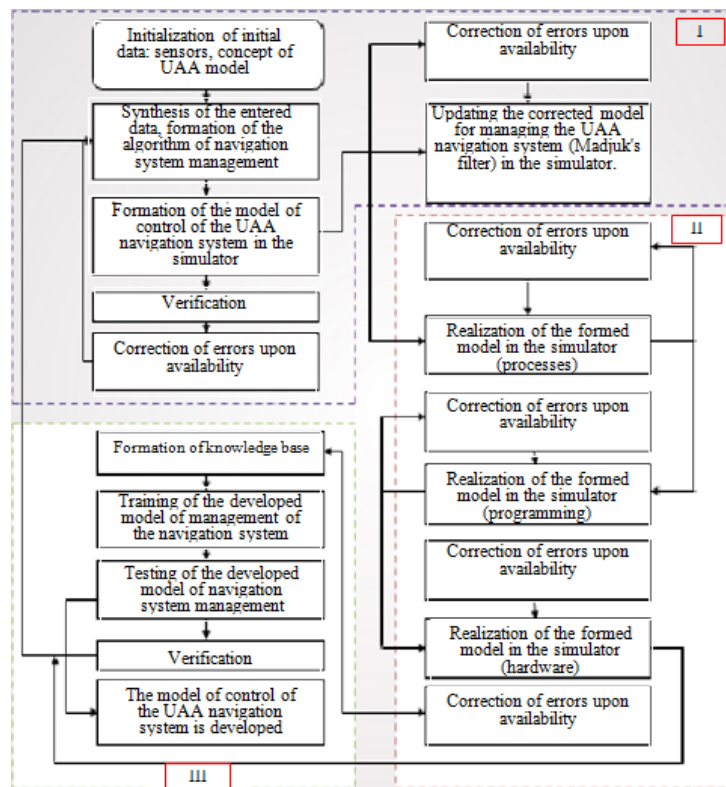 Initialization of initial
data: sensors, concept of
UAA model
Synthesis of the entered
data, formation of the
algorithm of navigation
system management
Formation of the model of
control of the UAA
navigation system in the
simulator
Verification
Correction of errors upon
availability
Correction of errors upon
availability
I
Updating the corrected model
for managing the UAA
navigation system (Madjuk's
filter) in the simulator.
II
Correction of errors upon
availability
Realization of the formed
model in the simulator
(processes)
Correction of errors upon
availability
Realization of the formed
model in the simulator
(programming)
Correction of errors upon
availability
Realization of the formed
model in the simulator
(hardware)
Correction of errors upon
availability
Formation of knowledge base
Training of the developed
model of management of
the navigation system
Testing of the developed
model of navigation
system management
Verification
The model of control of
the UAA navigation
system is developed
III